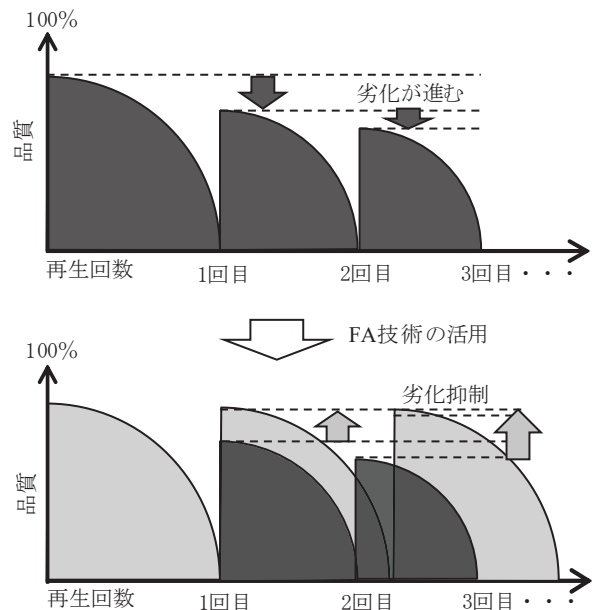 100%
劣化が進む
品質
再生回数
1回目
2回目
3回目・・・
FA技術の活用
100%
劣化抑制
品質
再生回数
1回目
2回目
3回目・・・